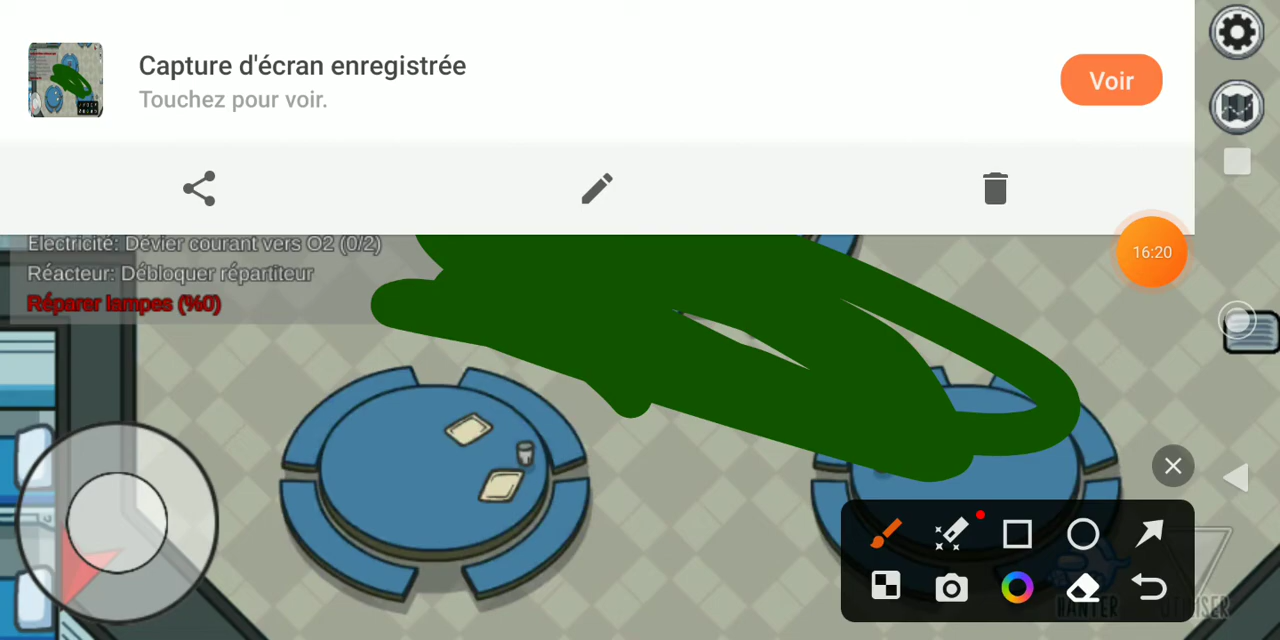 Capture d'écran enregistrée
Touchez pour voir.
Voir
Electricité: Dévier courant vers O2 (0/2)
Réacteur: Débloquer répartiteur
Réparer lampes (%0)
16:20
HANTER